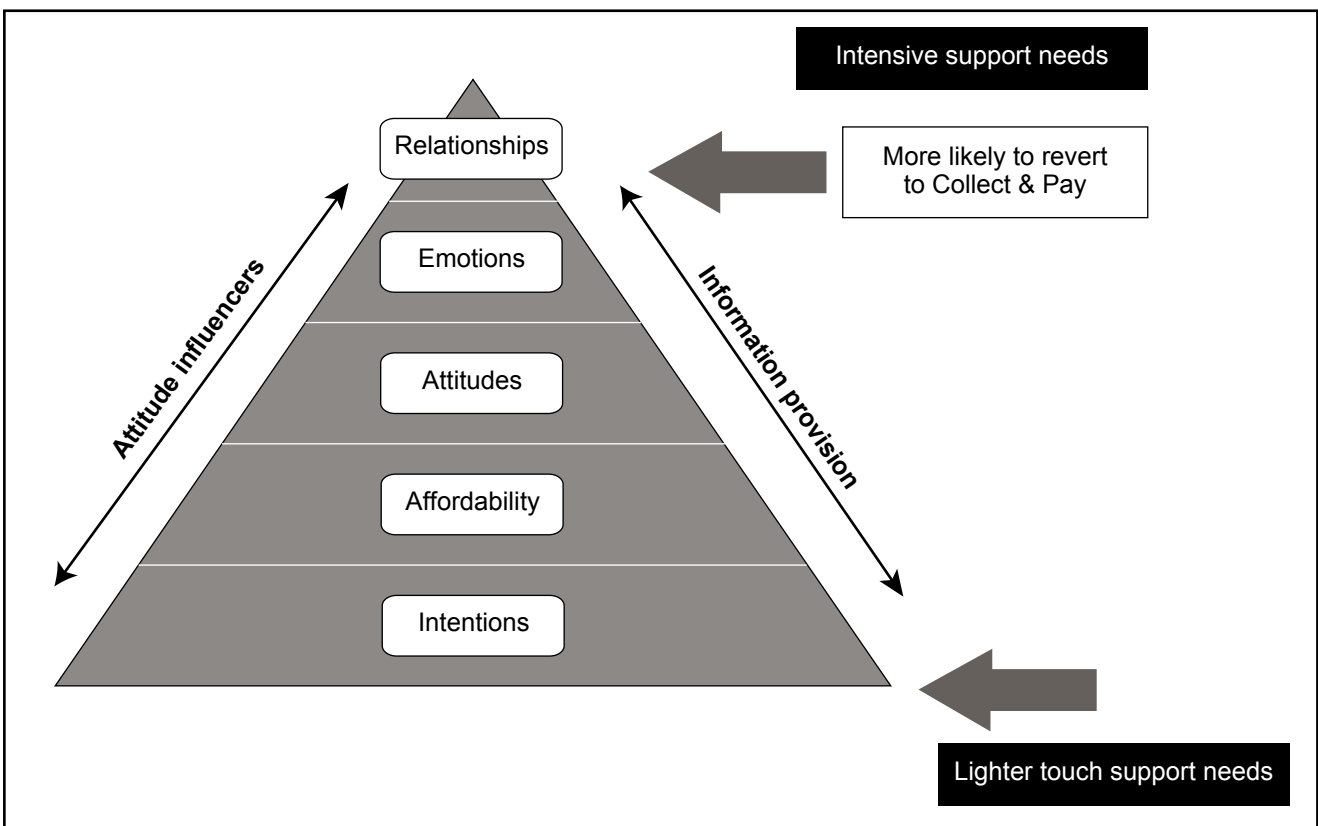 Intensive support needs
Relationships
More likely to revert
to Collect & Pay
Emotions
Attitude influencers
Information provision
Attitudes
Affordability
Intentions
Lighter touch support needs